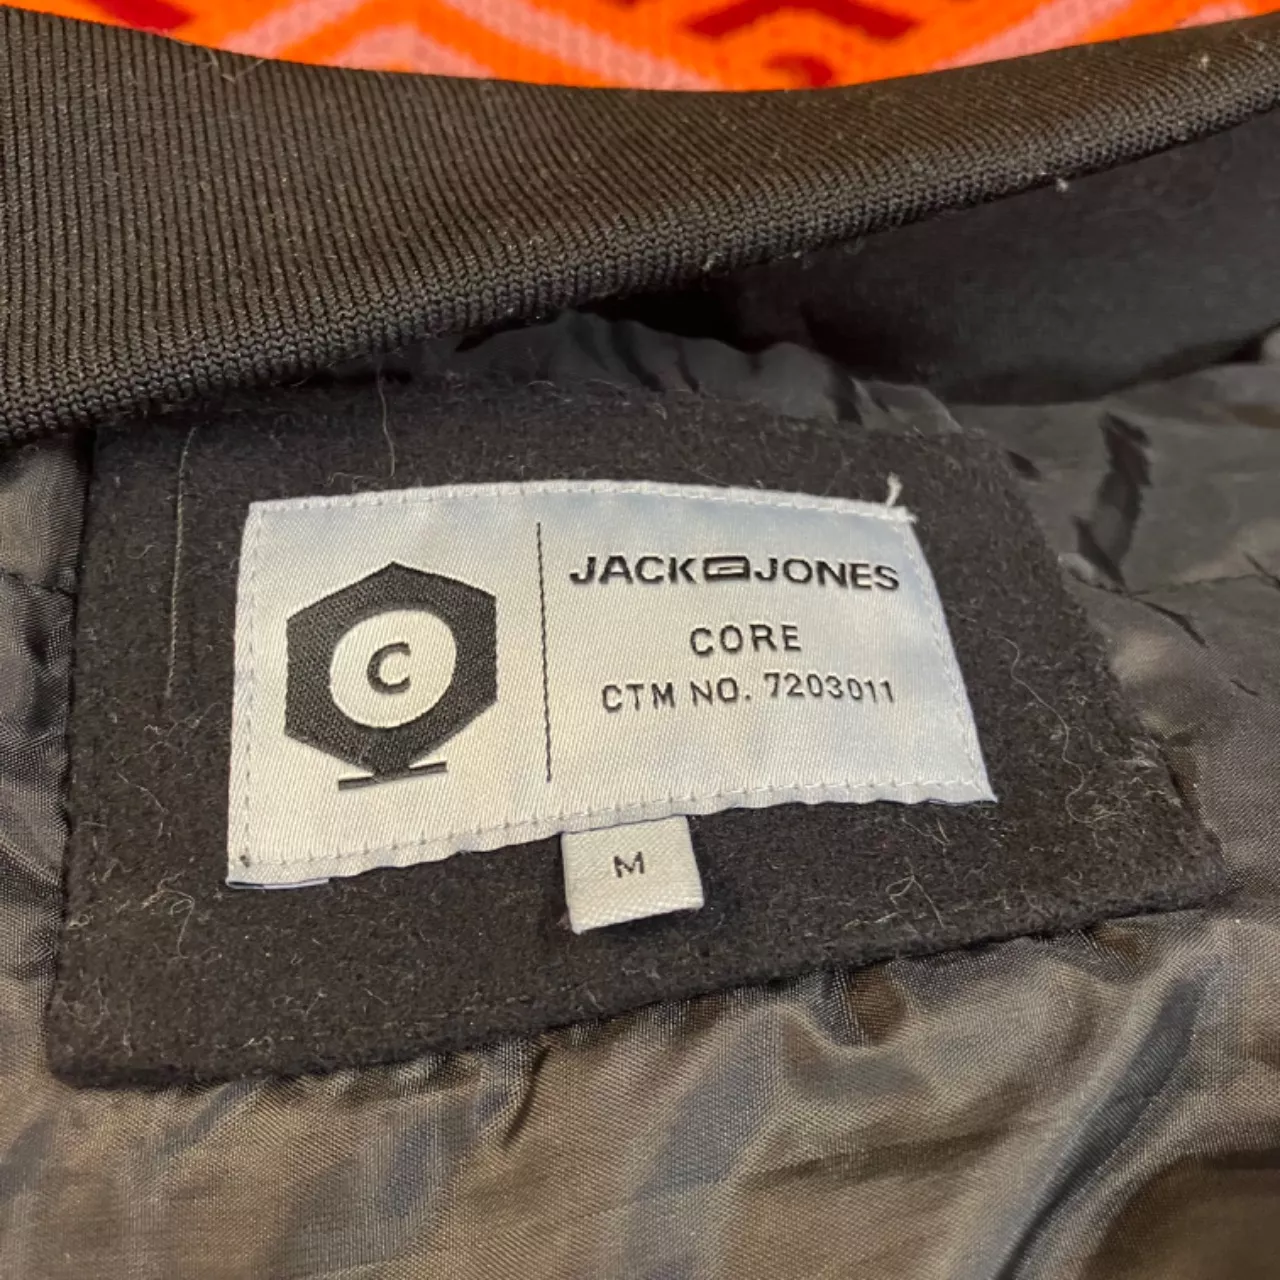 C
JACK JONES
CORE
CTM NO. 7203011
M